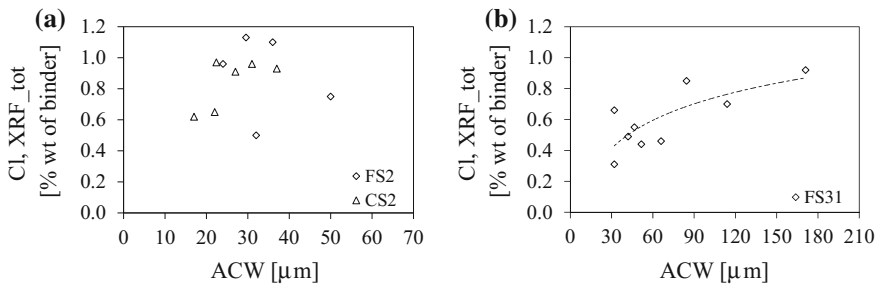 (a)
Cl, XRF_tot
[% wt of binder]
1.2
1.0
0.8
0.6
0.4
0.2
0.0
0 10 20 30 40 50 60 70
ACW [µm]
FS2
CS2
(b)
Cl, XRF_tot
[% wt of binder]
1.2
1.0
0.8
0.6
0.4
0.2
0.0
0 30 60 90 120 150 180 210
ACW [µm]
FS31